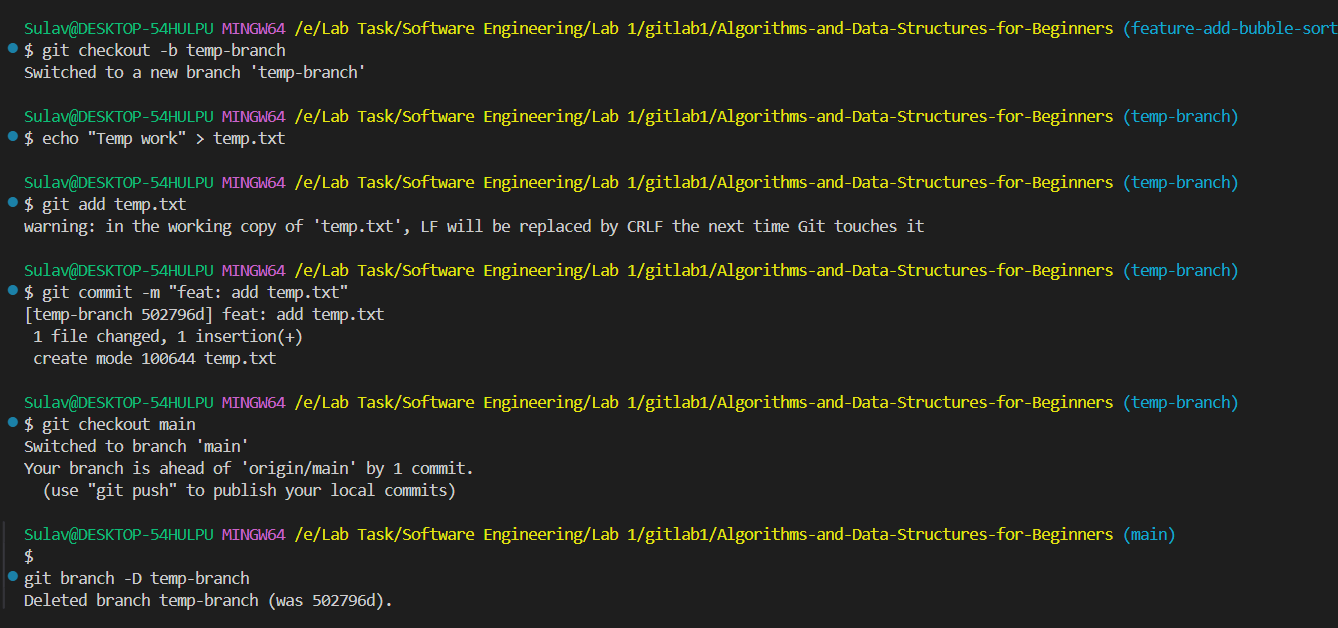 Sulav@DESKTOP-54HULPU MINGW64 /e/Lab Task/Software Engineering/Lab 1/gitlab1/Algorithms-and-Data-Structures-for-Beginners (feature-add-bubble-sort
$ git checkout -b temp-branch
Switched to a new branch 'temp-branch'
Sulav@DESKTOP-54HULPU MINGW64 /e/Lab Task/Software Engineering/Lab 1/gitlab1/Algorithms-and-Data-Structures-for-Beginners (temp-branch)
$ echo "Temp work" > temp.txt
Sulav@DESKTOP-54HULPU MINGW64 /e/Lab Task/Software Engineering/Lab 1/gitlab1/Algorithms-and-Data-Structures-for-Beginners (temp-branch)
$ git add temp.txt
warning: in the working copy of 'temp.txt', LF will be replaced by CRLF the next time Git touches it
Sulav@DESKTOP-54HULPU MINGW64 /e/Lab Task/Software Engineering/Lab 1/gitlab1/Algorithms-and-Data-Structures-for-Beginners (temp-branch)
$ git commit -m "feat: add temp.txt"
[temp-branch 502796d] feat: add temp.txt
 1 file changed, 1 insertion(+)
 create mode 100644 temp.txt
Sulav@DESKTOP-54HULPU MINGW64 /e/Lab Task/Software Engineering/Lab 1/gitlab1/Algorithms-and-Data-Structures-for-Beginners (temp-branch)
$ git checkout main
Switched to branch 'main'
Your branch is ahead of 'origin/main' by 1 commit.
  (use "git push" to publish your local commits)
Sulav@DESKTOP-54HULPU MINGW64 /e/Lab Task/Software Engineering/Lab 1/gitlab1/Algorithms-and-Data-Structures-for-Beginners (main)
$
git branch -D temp-branch
Deleted branch temp-branch (was 502796d).